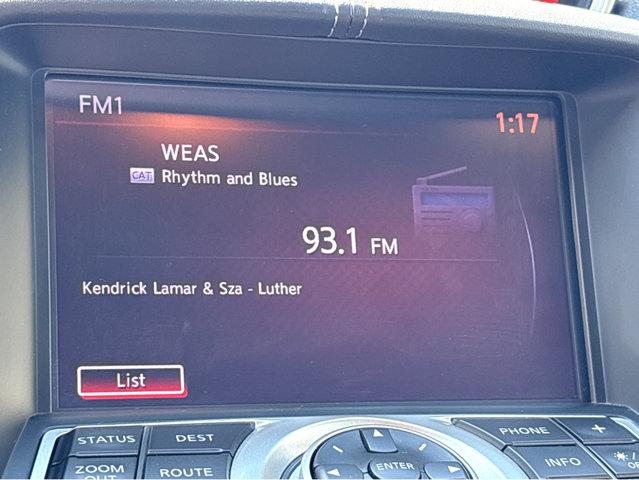 FM1
1:17
WEAS
CAT Rhythm and Blues
93.1 FM
Kendrick Lamar & Sza - Luther
List
STATUS
DEST
PHONE
+
ZOOM
OUT
ROUTE
ENTER
INFO